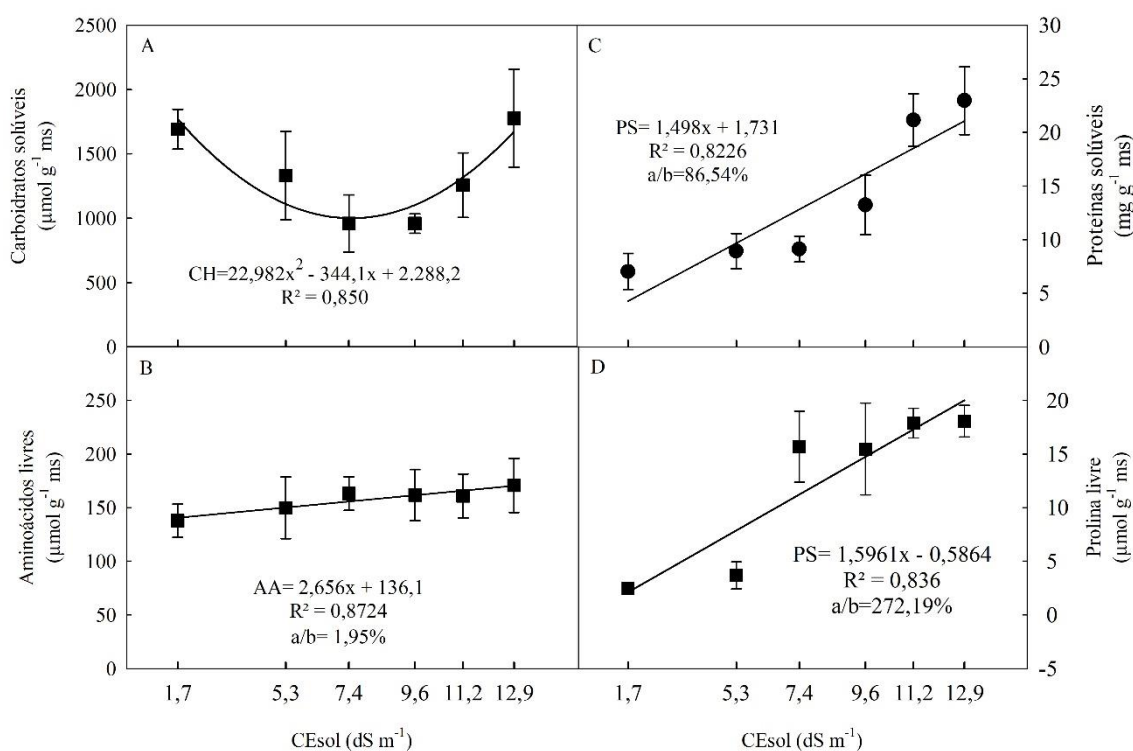 A
Carboidratos solúveis
(µmol g⁻¹ ms)
2500
2000
1500
1000
500
0
CH=22,982x² - 344,1x + 2.288,2
R² = 0,850
C
PS= 1,498x + 1,731
R² = 0,8226
a/b=86,54%
30
25
20
15
10
5
0
Proteínas solúveis
(mg g⁻¹ ms)
B
Aminoácidos livres
(µmol g⁻¹ ms)
250
200
150
100
50
0
AA= 2,656x + 136,1
R² = 0,8724
a/b= 1,95%
1,7 5,3 7,4 9,6 11,2 12,9
CEsol (dS m⁻¹)
D
PS= 1,5961x - 0,5864
R² = 0,836
a/b=272,19%
20
15
10
5
0
-5
Prolina livre
(µmol g⁻¹ ms)
1,7 5,3 7,4 9,6 11,2 12,9
CEsol (dS m⁻¹)